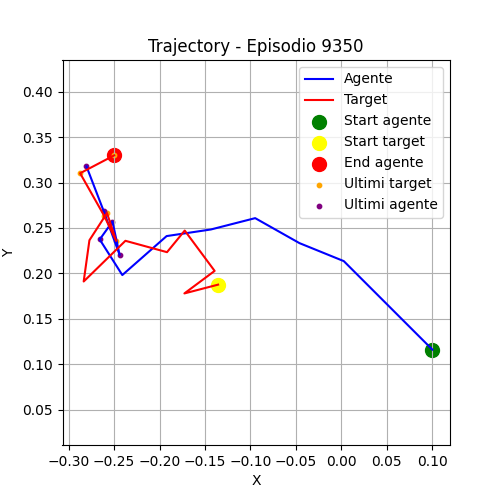 Trajectory - Episodio 9350
Agente
Target
Start agente
Start target
End agente
Ultimi target
Ultimi agente
Y
0.40
0.35
0.30
0.25
0.20
0.15
0.10
0.05
−0.30 −0.25 −0.20 −0.15 −0.10 −0.05 0.00 0.05 0.10
X